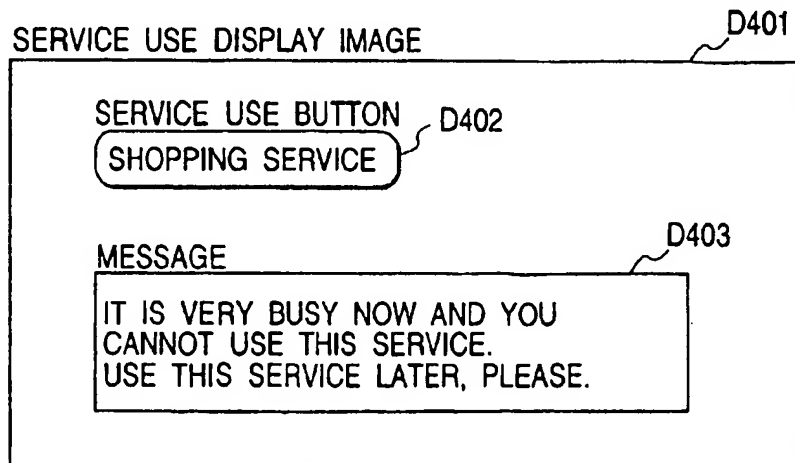 D401
SERVICE USE DISPLAY IMAGE
SERVICE USE BUTTON
D402
SHOPPING SERVICE
D403
MESSAGE
IT IS VERY BUSY NOW AND YOU
CANNOT USE THIS SERVICE.
USE THIS SERVICE LATER, PLEASE.